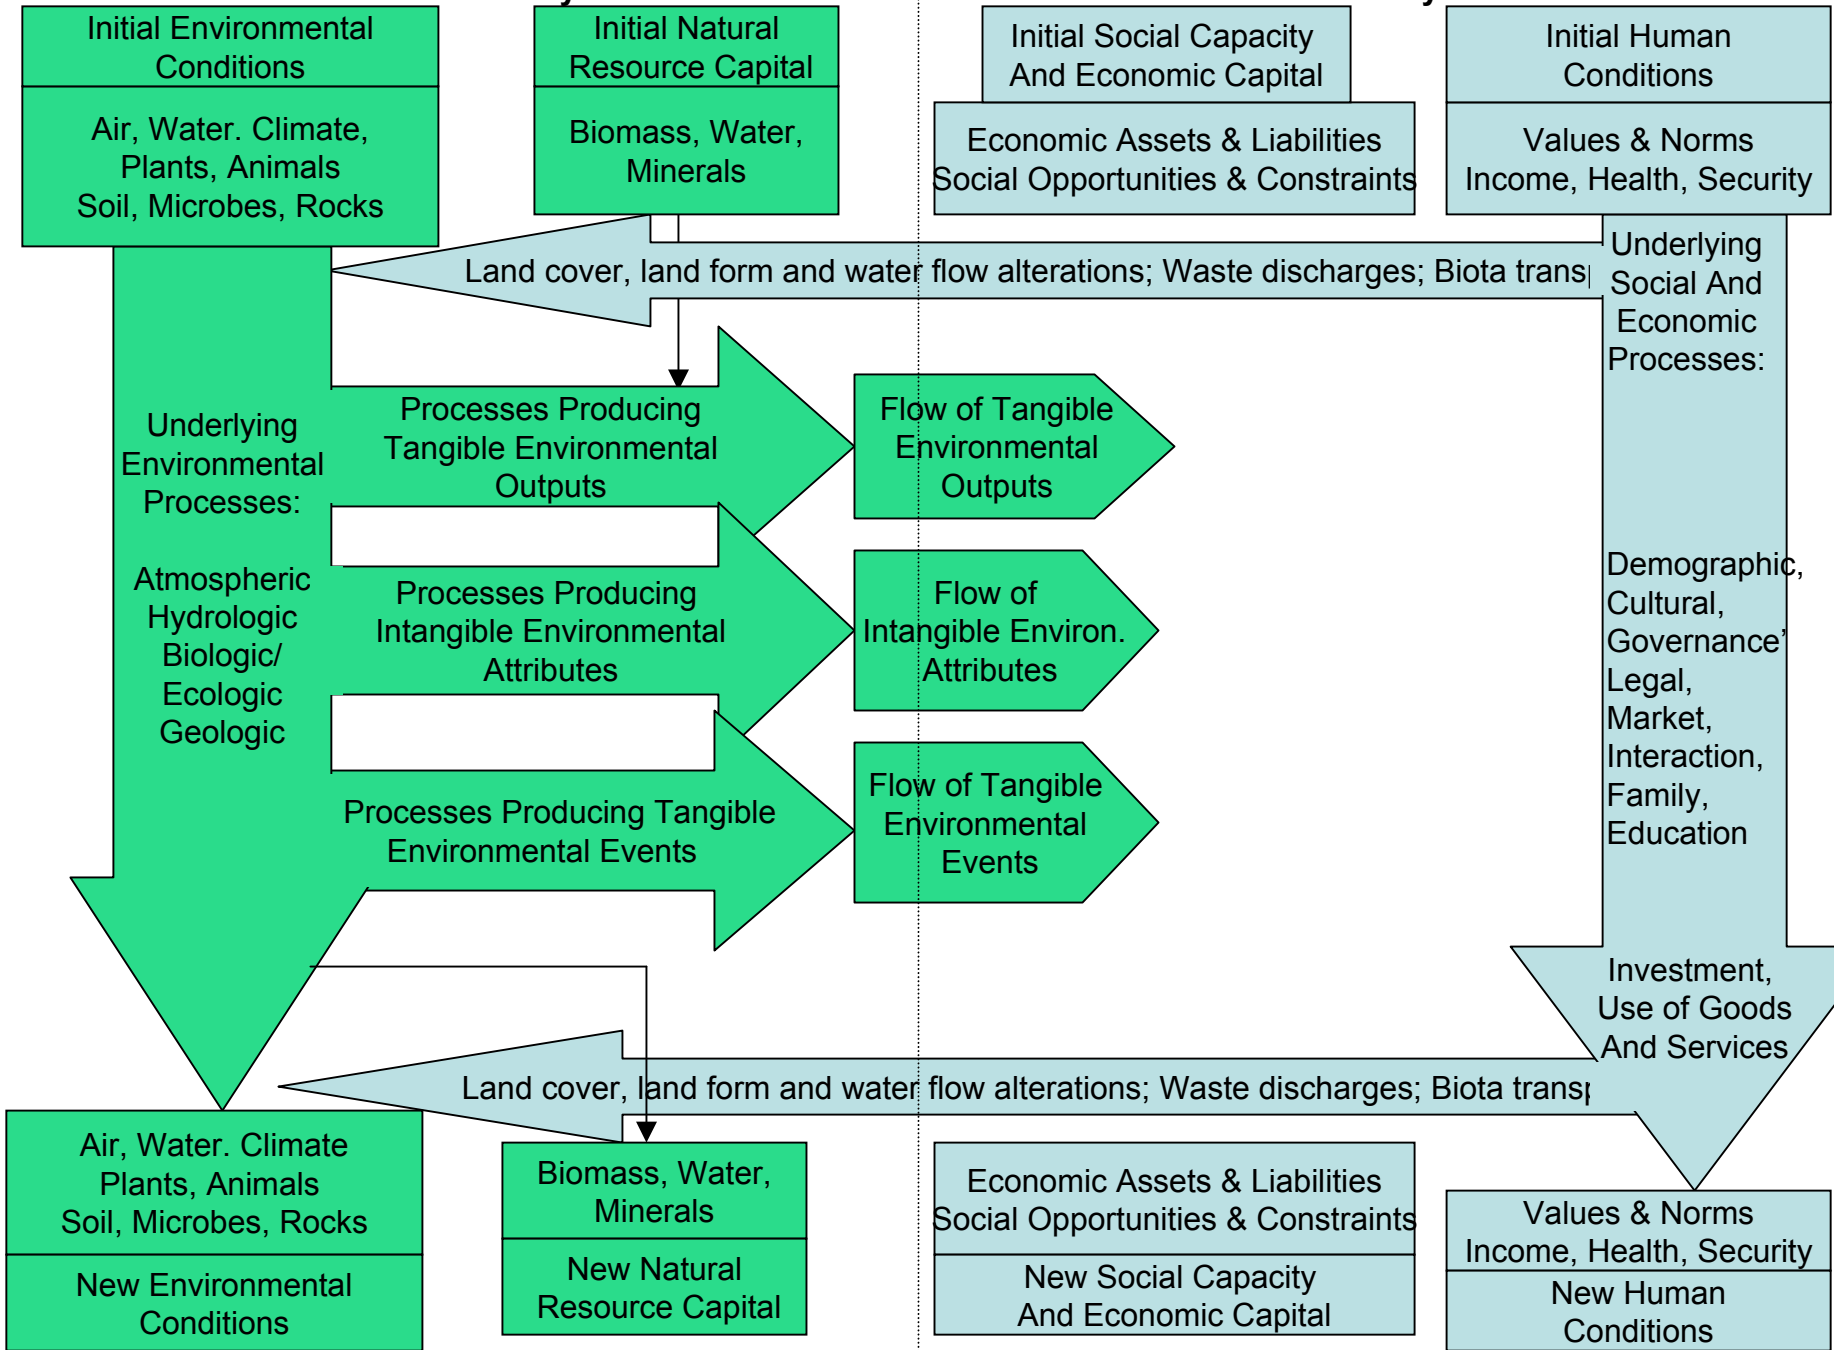 Initial Environmental
Conditions
Air, Water. Climate,
Plants, Animals
Soil, Microbes, Rocks
Initial Natural
Resource Capital
Biomass, Water,
Minerals
Initial Social Capacity
And Economic Capital
Economic Assets & Liabilities
Social Opportunities & Constraints
Initial Human
Conditions
Values & Norms
Income, Health, Security
Land cover, land form and water flow alterations; Waste discharges; Biota transp
Underlying
Social And
Economic
Processes:
Underlying
Environmental
Processes:
Atmospheric
Hydrologic
Biologic/
Ecologic
Geologic
Processes Producing
Tangible Environmental
Outputs
Flow of Tangible
Environmental
Outputs
Processes Producing
Intangible Environmental
Attributes
Flow of
Intangible Environ.
Attributes
Processes Producing Tangible
Environmental Events
Flow of Tangible
Environmental
Events
Demographic,
Cultural,
Governance’
Legal,
Market,
Interaction,
Family,
Education
Investment,
Use of Goods
And Services
Land cover, land form and water flow alterations; Waste discharges; Biota transp
Air, Water. Climate
Plants, Animals
Soil, Microbes, Rocks
New Environmental
Conditions
Biomass, Water,
Minerals
New Natural
Resource Capital
Economic Assets & Liabilities
Social Opportunities & Constraints
New Social Capacity
And Economic Capital
Values & Norms
Income, Health, Security
New Human
Conditions